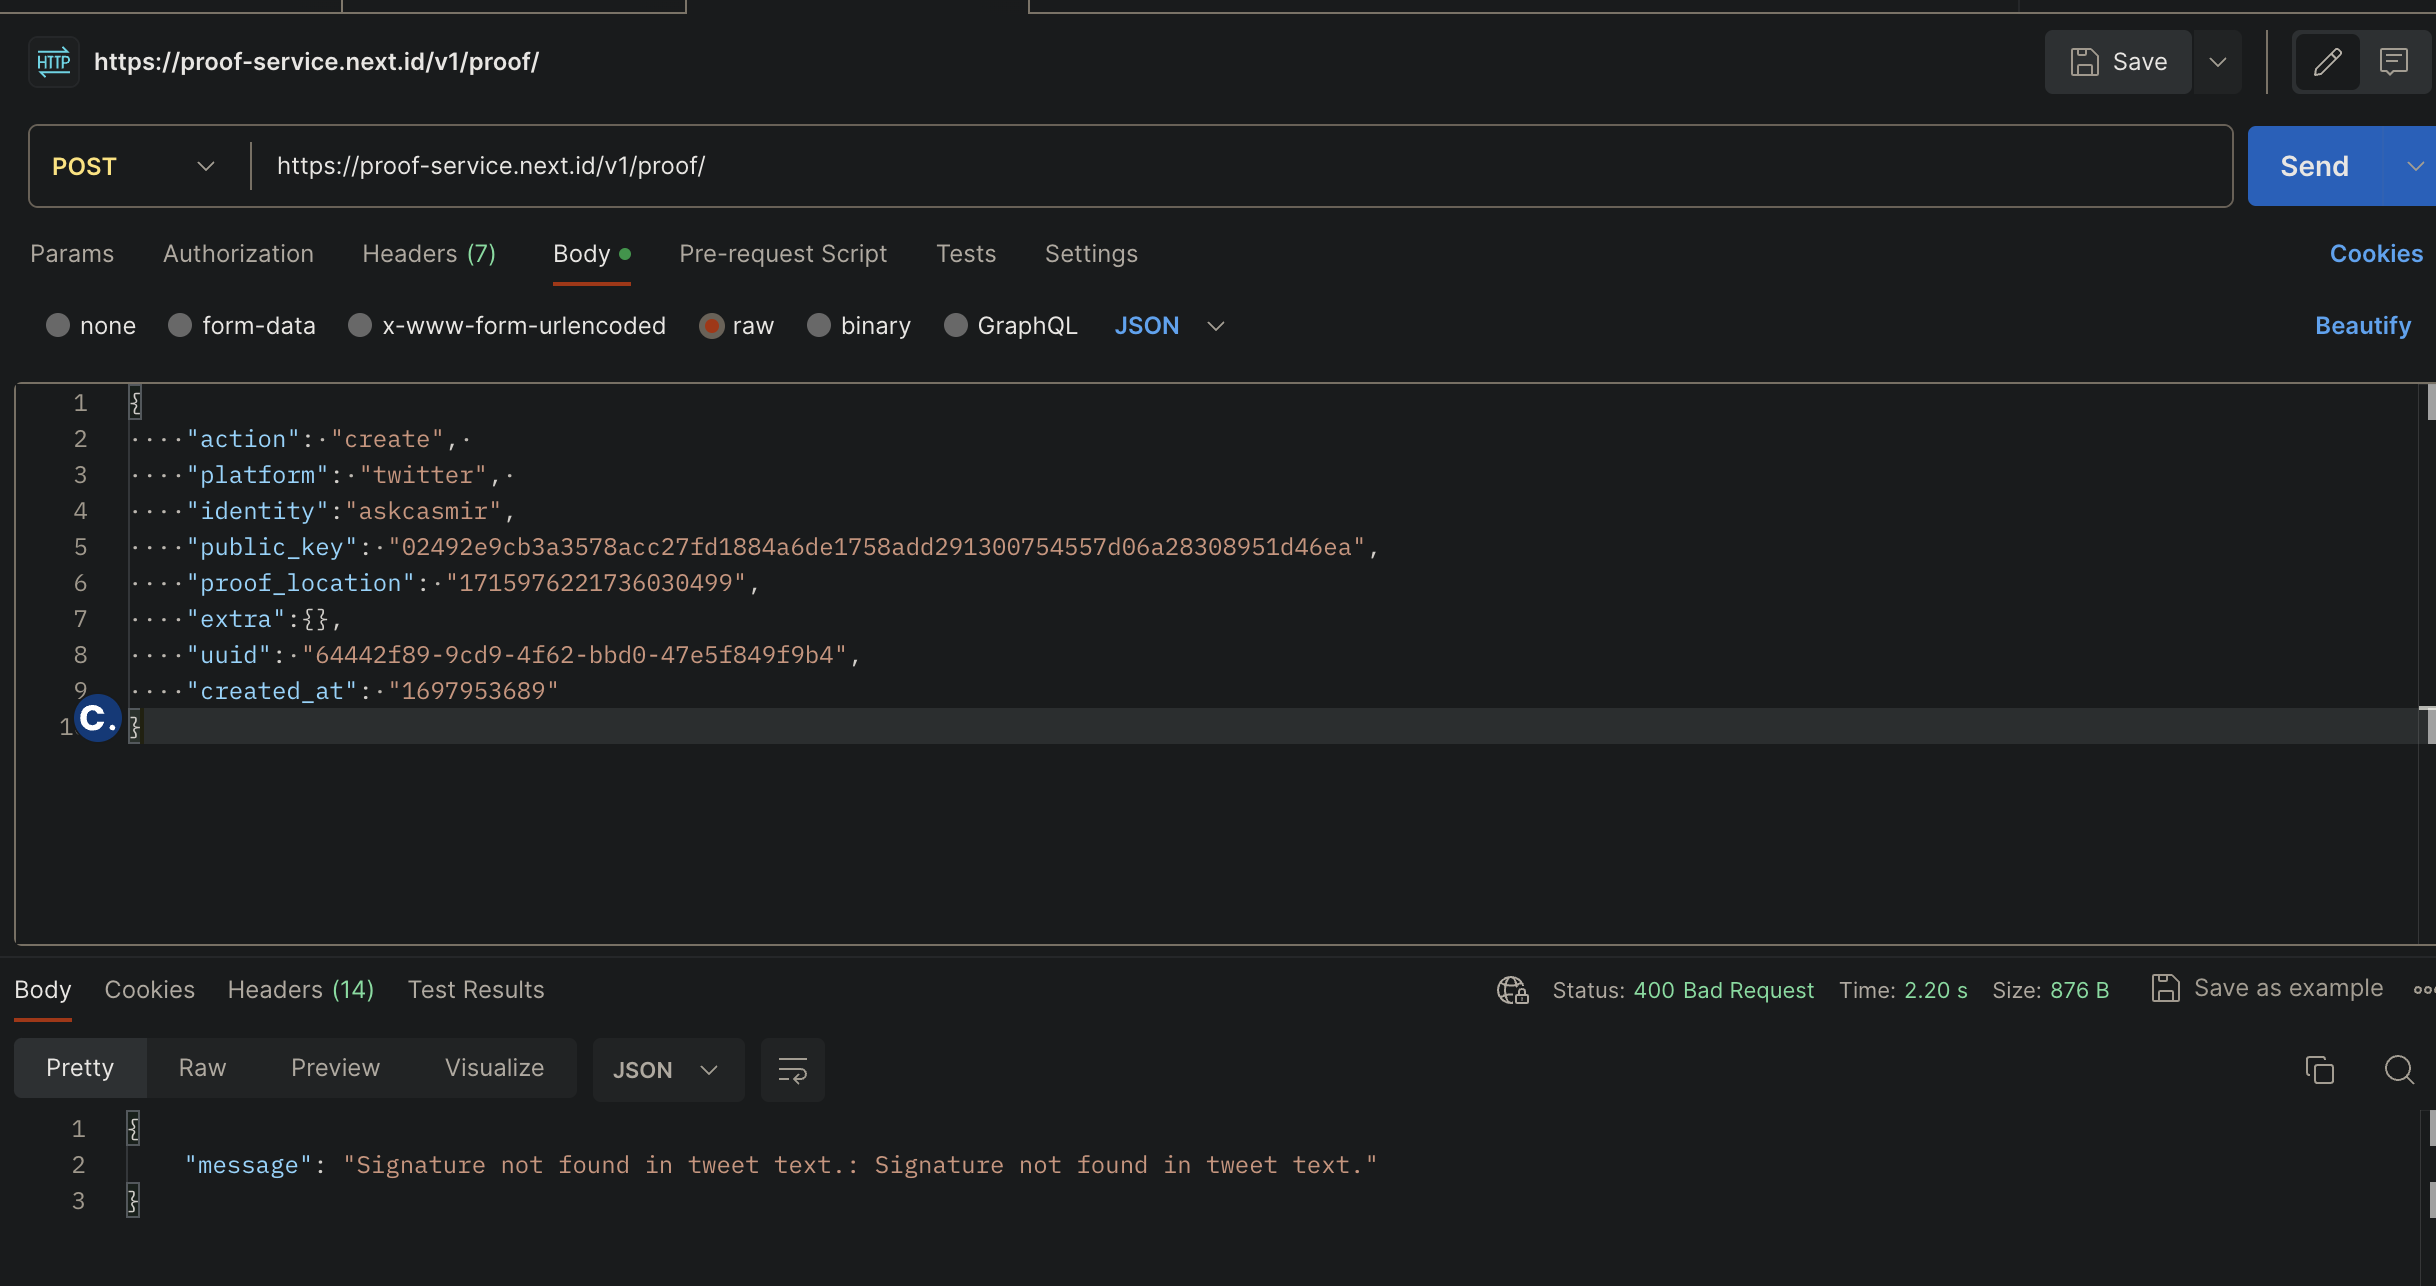 HTTP https://proof-service.next.id/v1/proof/ Save
POST https://proof-service.next.id/v1/proof/ Send
Params Authorization Headers (7) Body Pre-request Script Tests Settings Cookies
none form-data x-www-form-urlencoded raw binary GraphQL JSON Beautify
1 {
2 ····"action":·"create",·
3 ····"platform":·"twitter",·
4 ····"identity":"askcasmir",
5 ····"public_key":·"02492e9cb3a3578acc27fd1884a6de1758add291300754557d06a28308951d46ea",
6 ····"proof_location":·"1715976221736030499",
7 ····"extra":{},
8 ····"uuid":·"64442f89-9cd9-4f62-bbd0-47e5f849f9b4",
9 ····"created_at":·"1697953689"
1 C. }
Body Cookies Headers (14) Test Results Status: 400 Bad Request Time: 2.20 s Size: 876 B Save as example
Pretty Raw Preview Visualize JSON
1 {
2 "message": "Signature not found in tweet text.: Signature not found in tweet text."
3 }